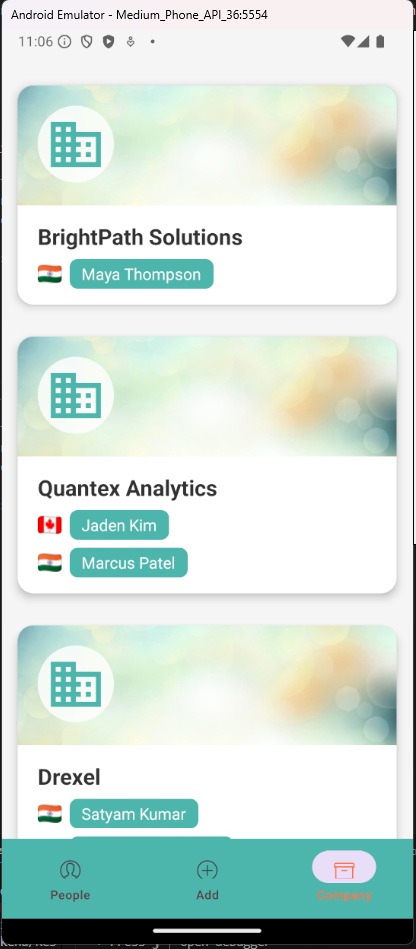 Android Emulator - Medium_Phone_API_36:5554
11:06
BrightPath Solutions
Maya Thompson
Quantex Analytics
Jaden Kim
Marcus Patel
Drexel
Satyam Kumar
People
Add
Company